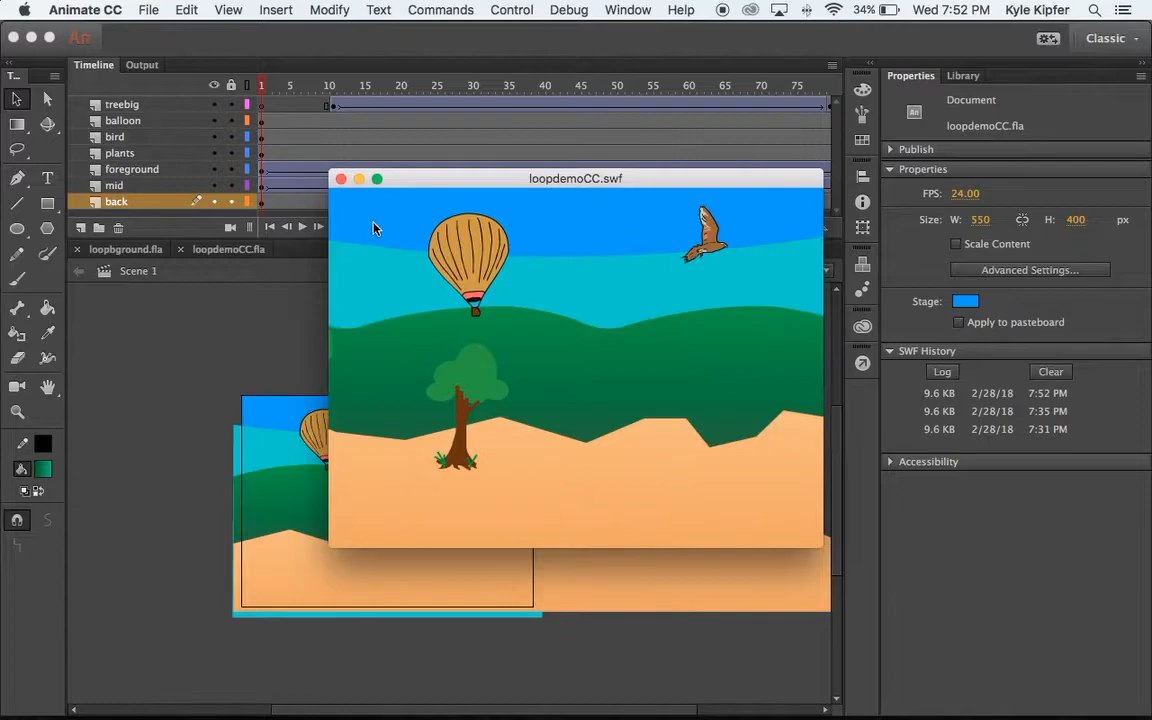 Animate CC File Edit View Insert Modify Text Commands Control Debug Window Help 34% Wed 7:52 PM Kyle Kipfer
An Classic
T... Timeline Output Properties Library
1 5 10 15 20 25 30 35 40 45 50 55 60 65 70 75
treebig
balloon
bird
plants
foreground
mid
back
Document
loopdemoCC.fla
Publish
Properties
FPS: 24.00
Size: W: 550 H: 400 px
Scale Content
Advanced Settings...
Stage:
Apply to pasteboard
SWF History
Log Clear
9.6 KB 2/28/18 7:52 PM
9.6 KB 2/28/18 7:35 PM
9.6 KB 2/28/18 7:31 PM
Accessibility
loopdemoCC.swf
× loopbground.fla × loopdemoCC.fla
Scene 1